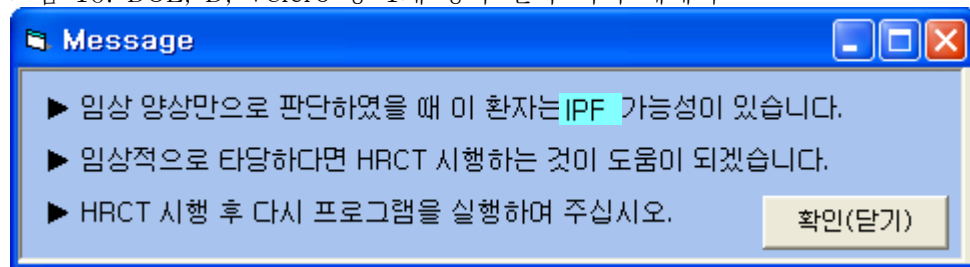 Message
▶ 임상 양상만으로 판단하였을 때 이 환자는 IPF 가능성이 있습니다.
▶ 임상적으로 타당하다면 HRCT 시행하는 것이 도움이 되겠습니다.
▶ HRCT 시행 후 다시 프로그램을 실행하여 주십시오.
확인(닫기)